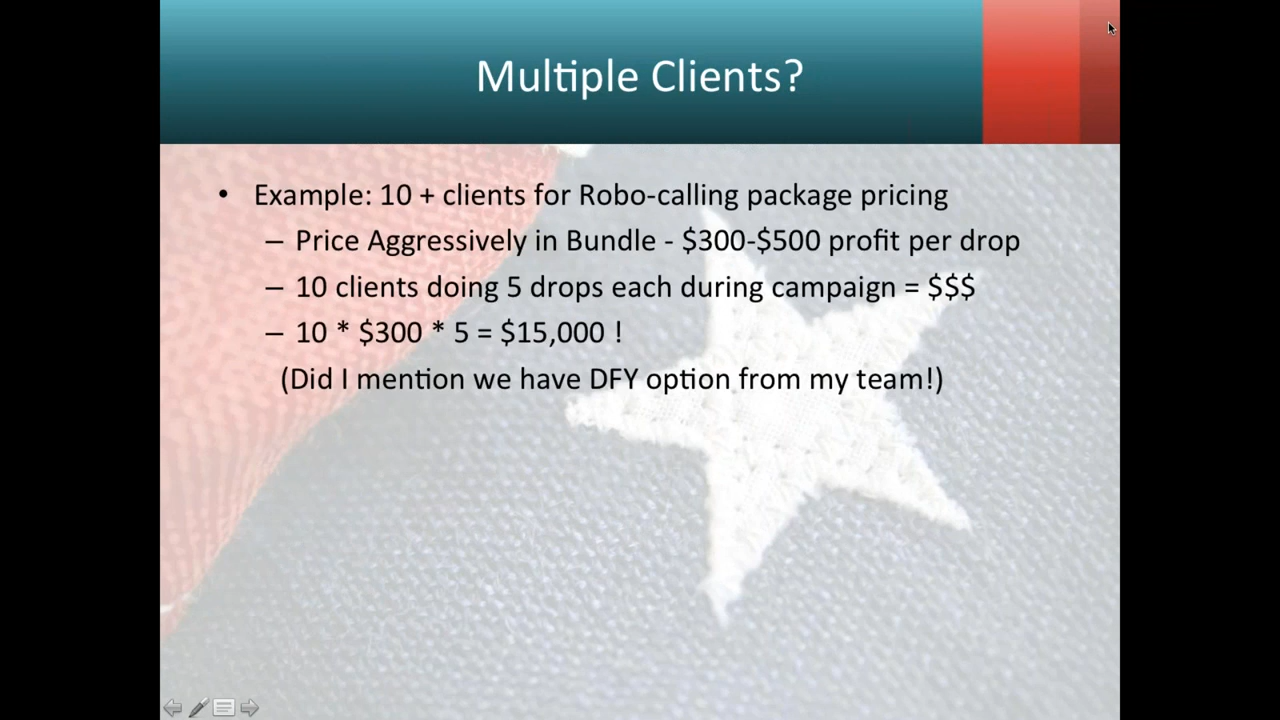 Multiple Clients?
• Example: 10 + clients for Robo-calling package pricing
– Price Aggressively in Bundle - $300-$500 profit per drop
– 10 clients doing 5 drops each during campaign = $$$
– 10 * $300 * 5 = $15,000 !
(Did I mention we have DFY option from my team!)